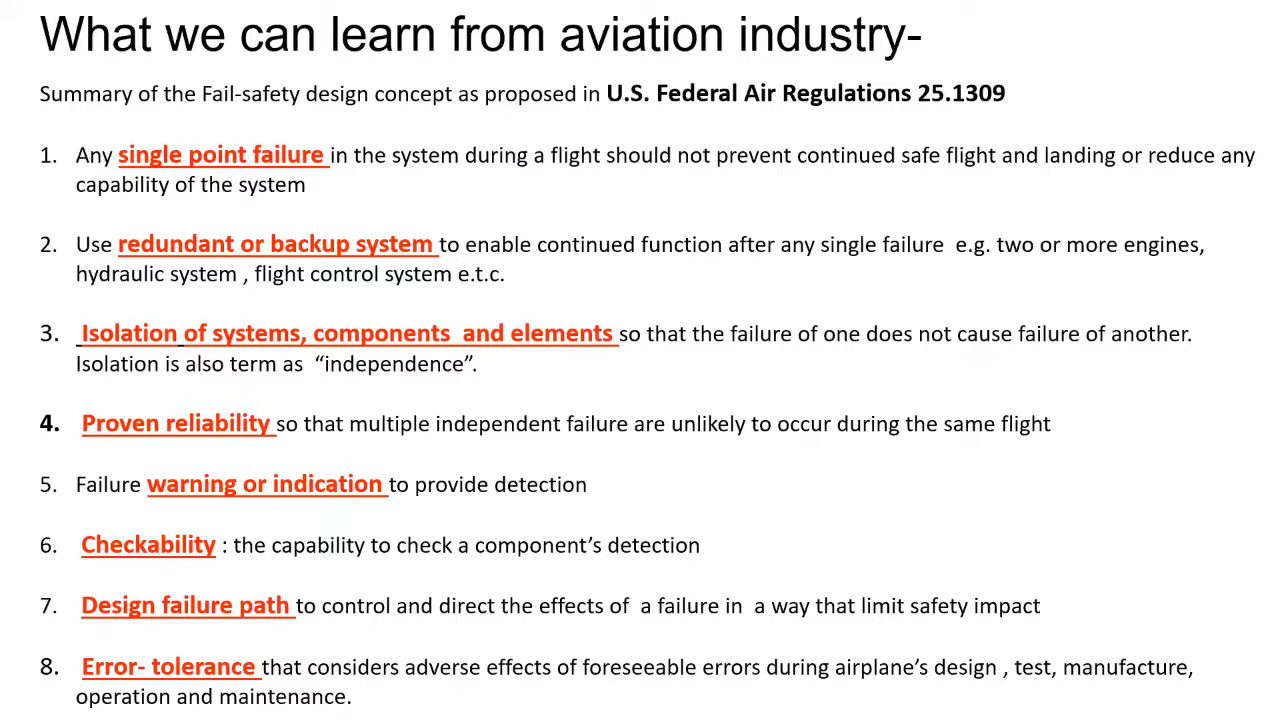 What we can learn from aviation industry-
Summary of the Fail-safety design concept as proposed in U.S. Federal Air Regulations 25.1309
1. Any single point failure in the system during a flight should not prevent continued safe flight and landing or reduce any
capability of the system
2. Use redundant or backup system to enable continued function after any single failure e.g. two or more engines,
hydraulic system , flight control system e.t.c.
3. Isolation of systems, components and elements so that the failure of one does not cause failure of another.
Isolation is also term as “independence”.
4. Proven reliability so that multiple independent failure are unlikely to occur during the same flight
5. Failure warning or indication to provide detection
6. Checkability : the capability to check a component’s detection
7. Design failure path to control and direct the effects of a failure in a way that limit safety impact
8. Error- tolerance that considers adverse effects of foreseeable errors during airplane’s design , test, manufacture,
operation and maintenance.